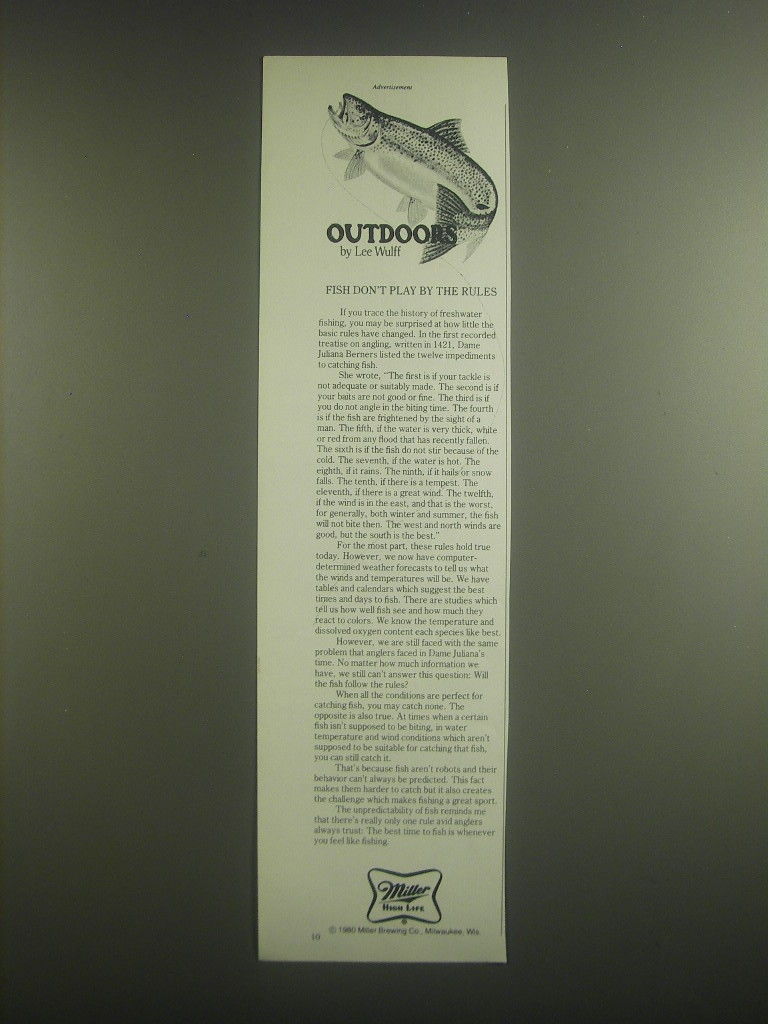 Advertisement
OUTDOORS
by Lee Wulff
FISH DON'T PLAY BY THE RULES
If you trace the history of freshwater
fishing, you may be surprised at how little the
basic rules have changed. In the first recorded
treatise on angling, written in 1421, Dame
Juliana Berners listed the twelve impediments
to catching fish.
She wrote, "The first is if your tackle is
not adequate or suitably made. The second is if
your baits are not good or fine. The third is if
you do not angle in the biting time. The fourth
is if the fish are frightened by the sight of a
man. The fifth, if the water is very thick, white
or red from any flood that has recently fallen.
The sixth is if the fish do not stir because of the
cold. The seventh, if the water is hot. The
eighth, if it rains. The ninth, if it hails or snow
falls. The tenth, if there is a tempest. The
eleventh, if there is a great wind. The twelfth,
if the wind is in the east, and that is the worst,
for generally, both winter and summer, the fish
will not bite then. The west and north winds are
good, but the south is the best."
For the most part, these rules hold true
today. However, we now have computer-
determined weather forecasts to tell us what
the winds and temperatures will be. We have
tables and calendars which suggest the best
times and days to fish. There are studies which
tell us how well fish see and how much they
react to colors. We know the temperature and
dissolved oxygen content each species like best.
However, we are still faced with the same
problem that anglers faced in Dame Juliana's
time. No matter how much information we
have, we still can't answer this question: Will
the fish follow the rules?
When all the conditions are perfect for
catching fish, you may catch none. The
opposite is also true. At times when a certain
fish isn't supposed to be biting, in water
temperature and wind conditions which aren't
supposed to be suitable for catching that fish,
you can still catch it.
That's because fish aren't robots and their
behavior can't always be predicted. This fact
makes them harder to catch but it also creates
the challenge which makes fishing a great sport.
The unpredictability of fish reminds me
that there's really only one rule avid anglers
always trust: The best time to fish is whenever
you feel like fishing.
Miller
HIGH LIFE
®
© 1980 Miller Brewing Co., Milwaukee, Wis.
10